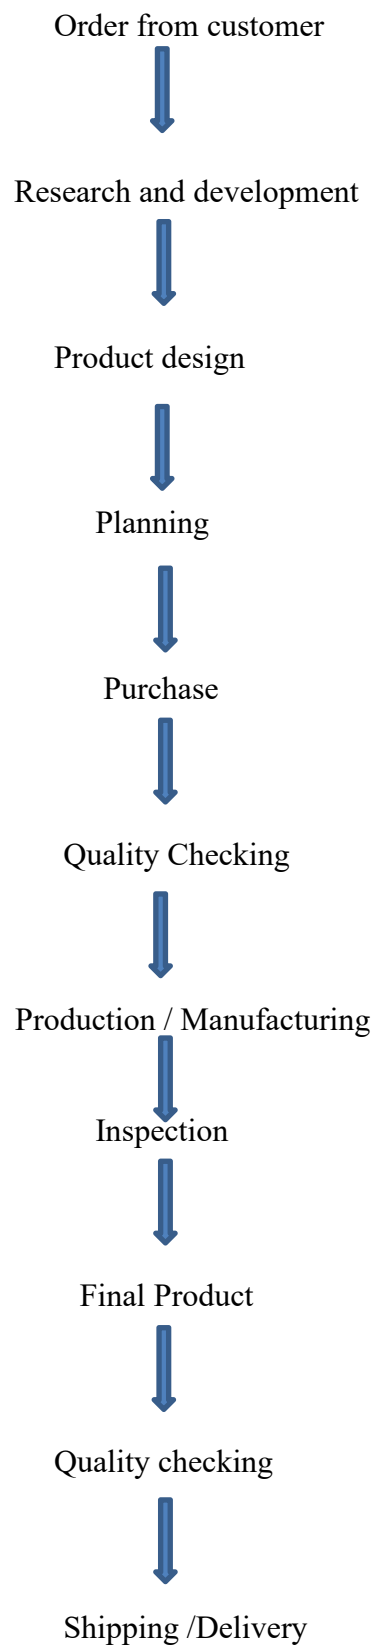 Order from customer
Research and development
Product design
Planning
Purchase
Quality Checking
Production / Manufacturing
Inspection
Final Product
Quality checking
Shipping /Delivery